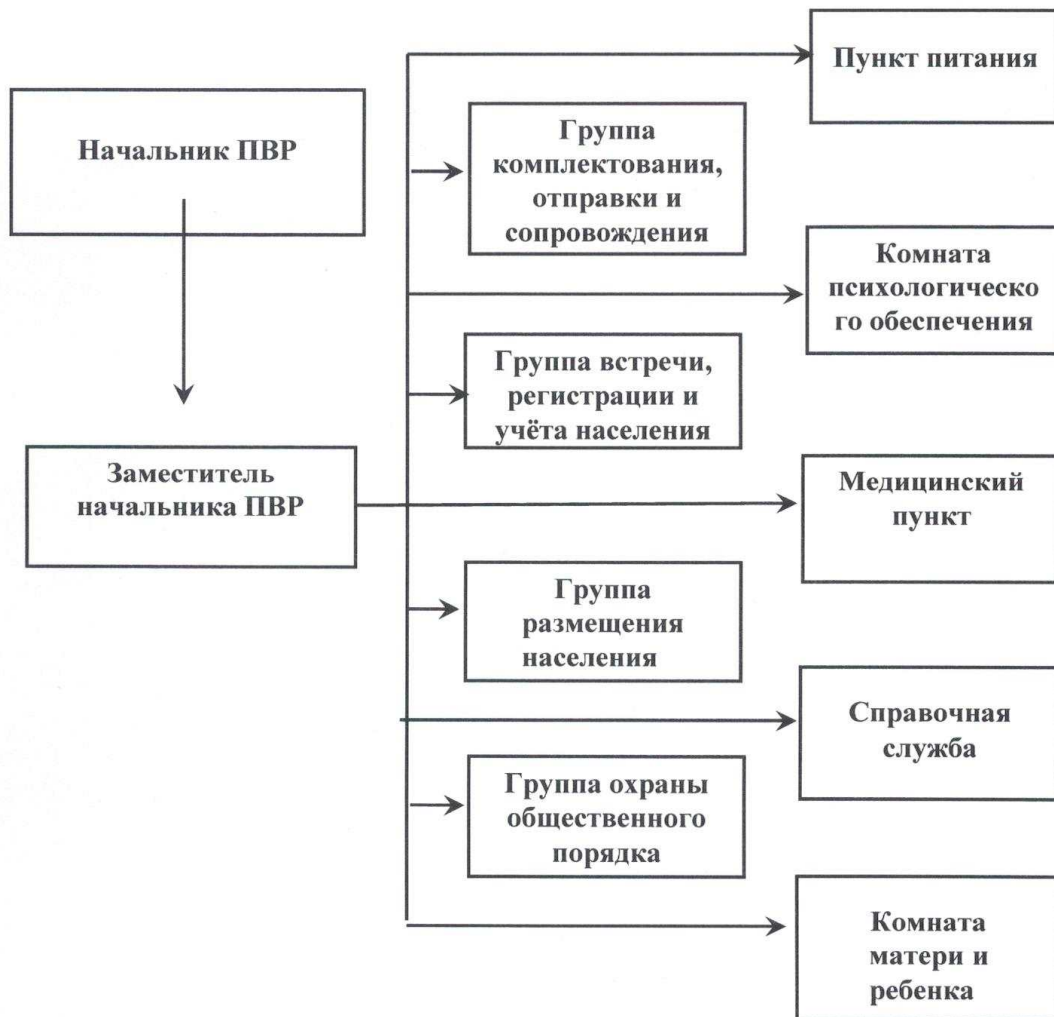 Пункт питания
Начальник ПВР
Группа
комплектования,
отправки и
сопровождения
Комната
психологическо
го обеспечения
Группа встречи,
регистрации и
учёта населения
Заместитель
начальника ПВР
Медицинский
пункт
Группа
размещения
населения
Справочная
служба
Группа охраны
общественного
порядка
Комната
матери и
ребенка